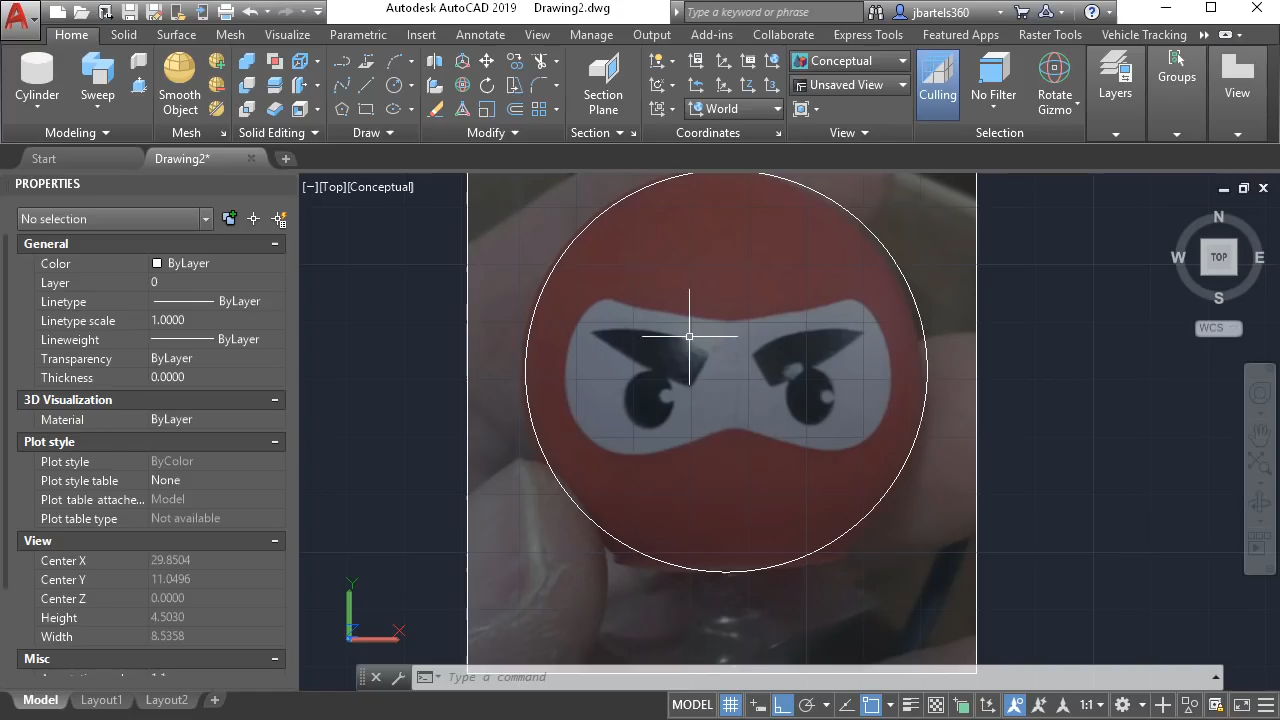 Autodesk AutoCAD 2019 Drawing2.dwg
Type a keyword or phrase
jbartels360
Home Solid Surface Mesh Visualize Parametric Insert Annotate View Manage Output Add-ins Collaborate Express Tools Featured Apps Raster Tools Vehicle Tracking
Cylinder Sweep Smooth Object Section Plane Conceptual Unsaved View World Culling No Filter Rotate Gizmo Layers Groups View
Modeling Mesh Solid Editing Draw Modify Section Coordinates View Selection
Start Drawing2*
PROPERTIES
[−][Top][Conceptual]
No selection
General
Color ByLayer
Layer 0
Linetype ByLayer
Linetype scale 1.0000
Lineweight ByLayer
Transparency ByLayer
Thickness 0.0000
3D Visualization
Material ByLayer
Plot style
Plot style ByColor
Plot style table None
Plot table attache... Model
Plot table type Not available
View
Center X 29.8504
Center Y 11.0496
Center Z 0.0000
Height 4.5030
Width 8.5358
Misc
N
W TOP E
S
WCS
Y
X
Z
Type a command
Model Layout1 Layout2
MODEL 1:1